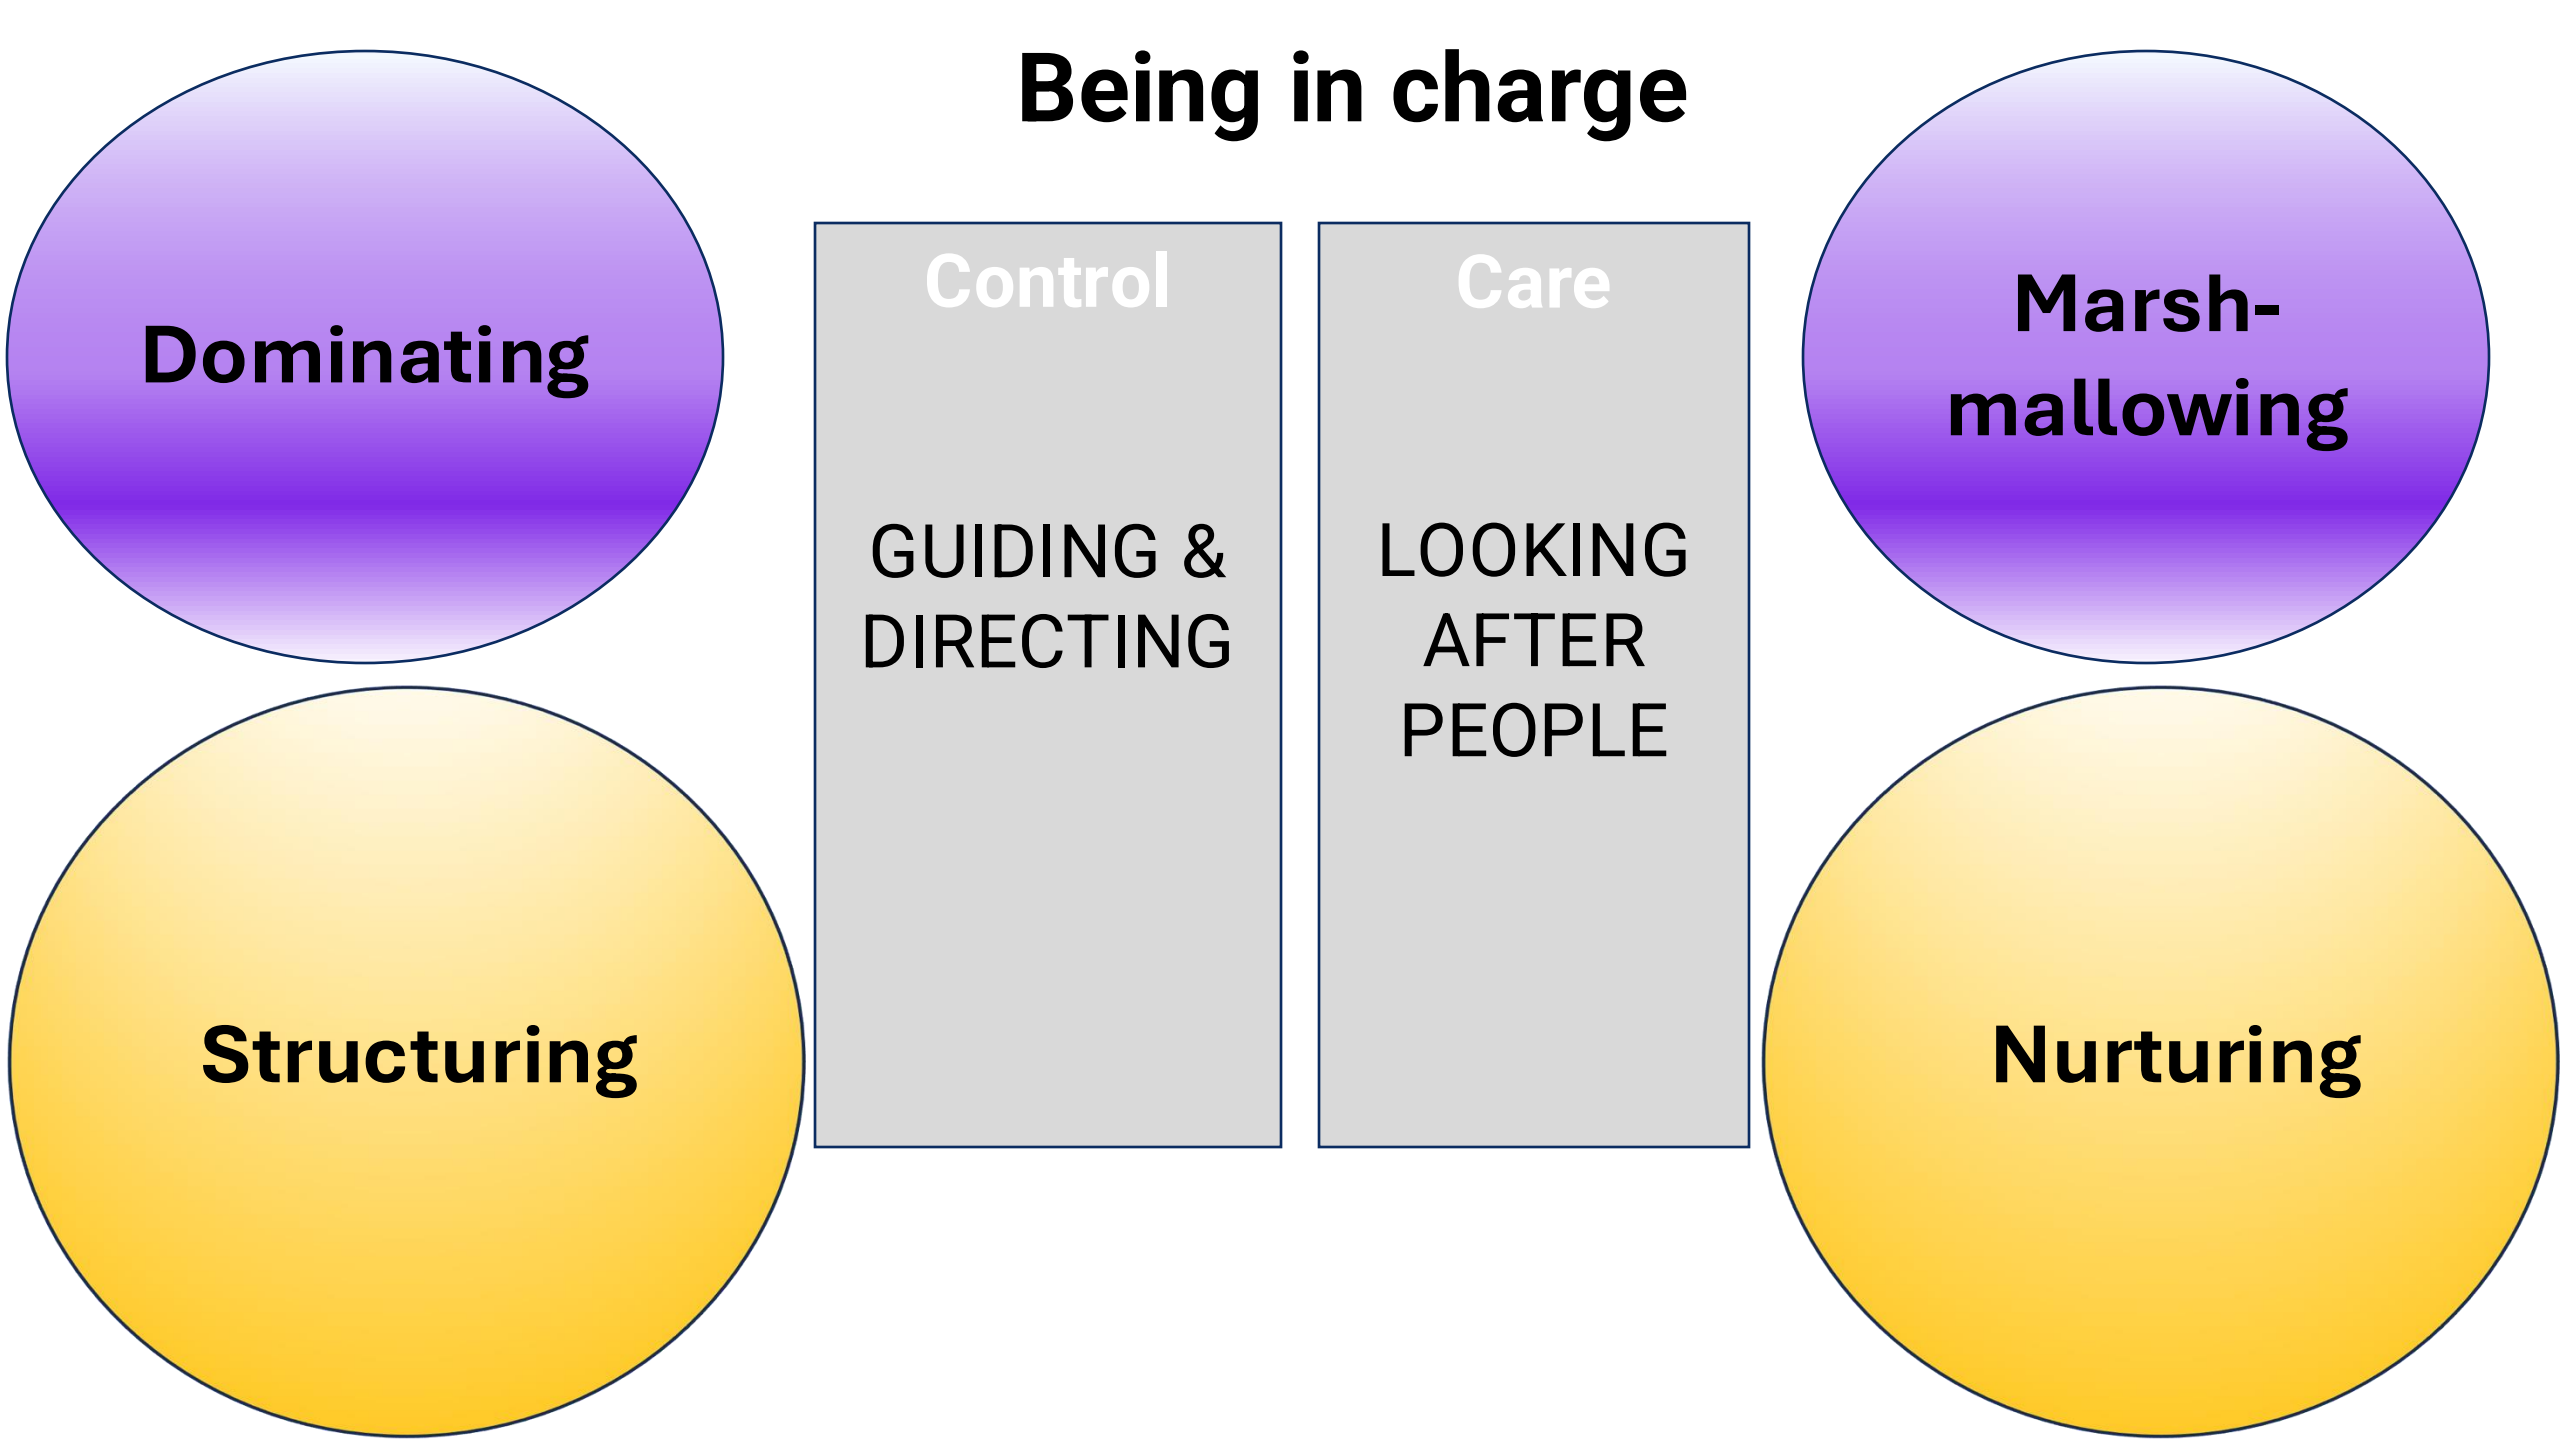 Being in charge
Dominating
Structuring
Control
GUIDING &
DIRECTING
Care
LOOKING
AFTER
PEOPLE
Marsh-
mallowing
Nurturing